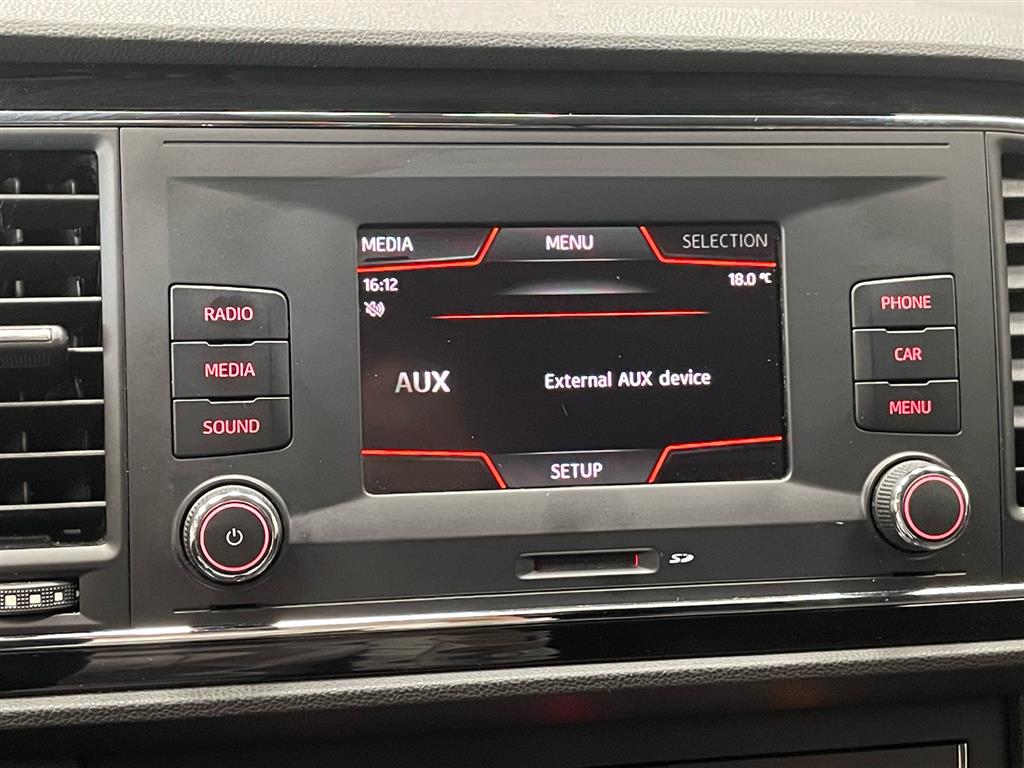 MEDIA MENU SELECTION
16:12 18.0 °C
RADIO
MEDIA
SOUND
AUX External AUX device
SETUP
PHONE
CAR
MENU
SD